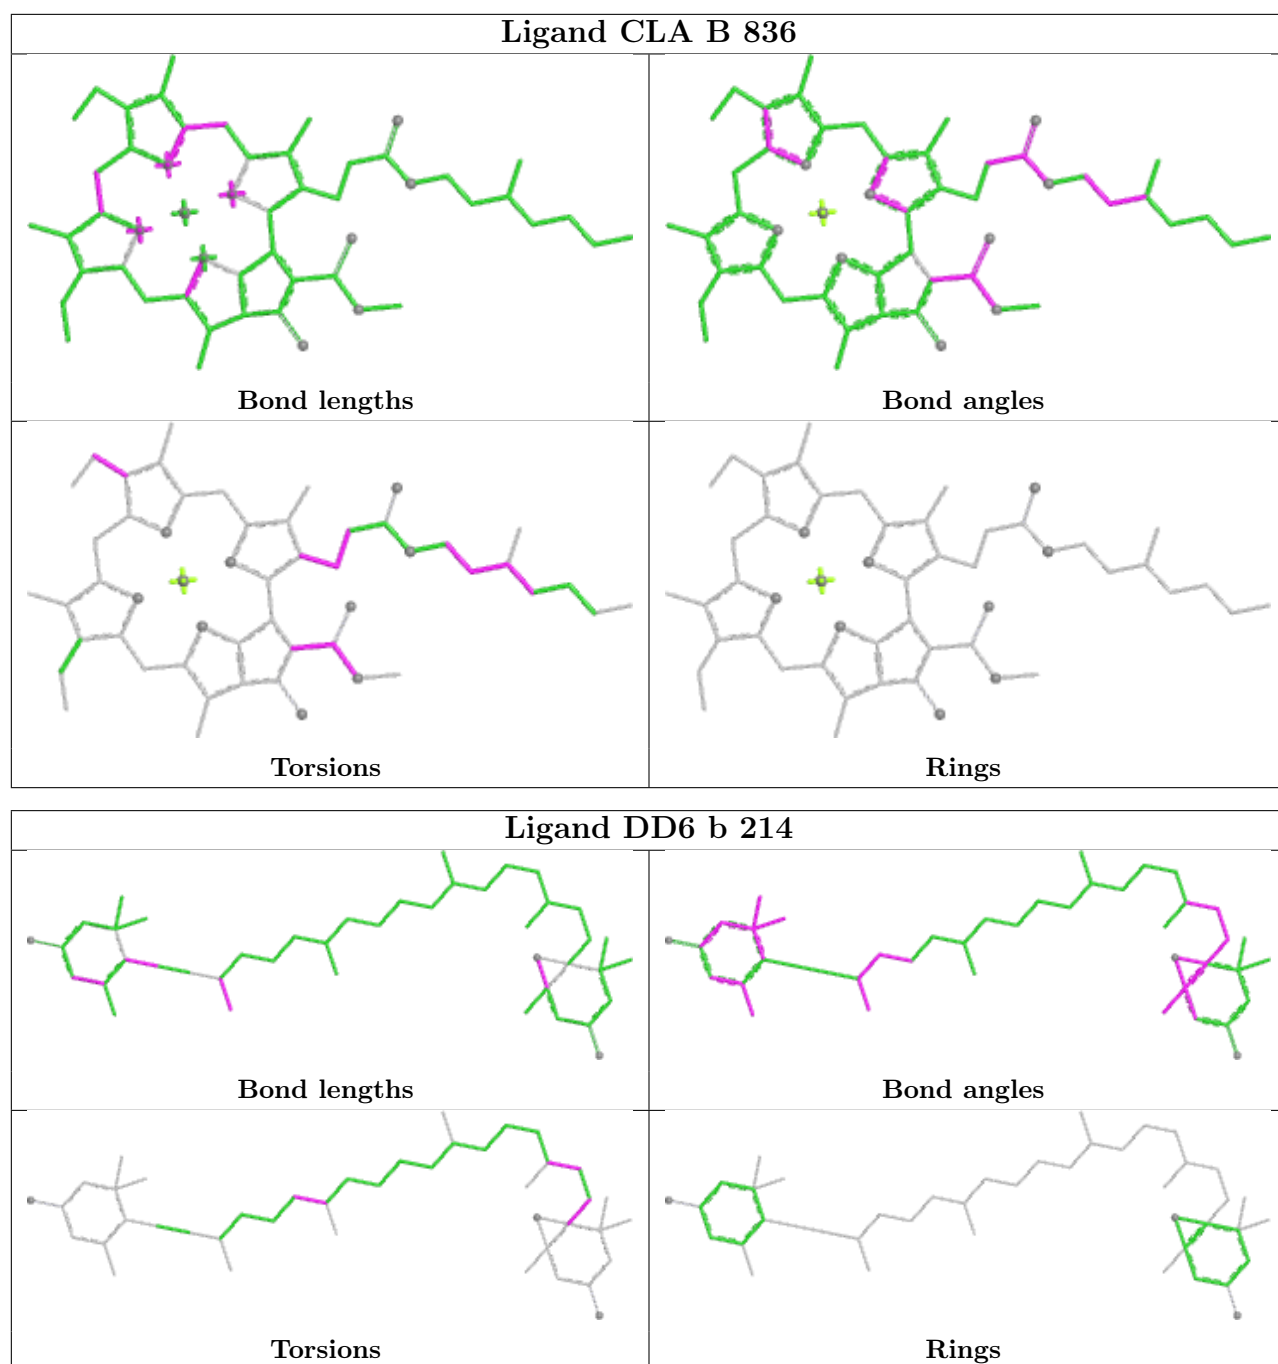 Ligand CLA B 836
Bond lengths
Bond angles
Torsions
Rings
Ligand DD6 b 214
Bond lengths
Bond angles
Torsions
Rings